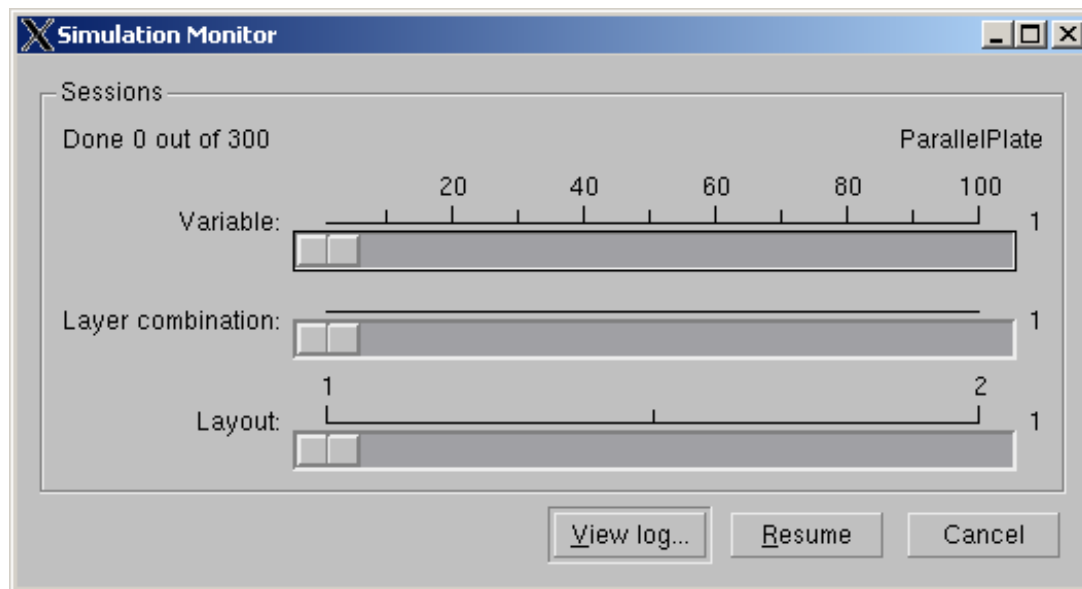 Simulation Monitor
Sessions
Done 0 out of 300 ParallelPlate
20 40 60 80 100
Variable: 1
Layer combination: 1
1 2
Layout: 1
View log... Resume Cancel